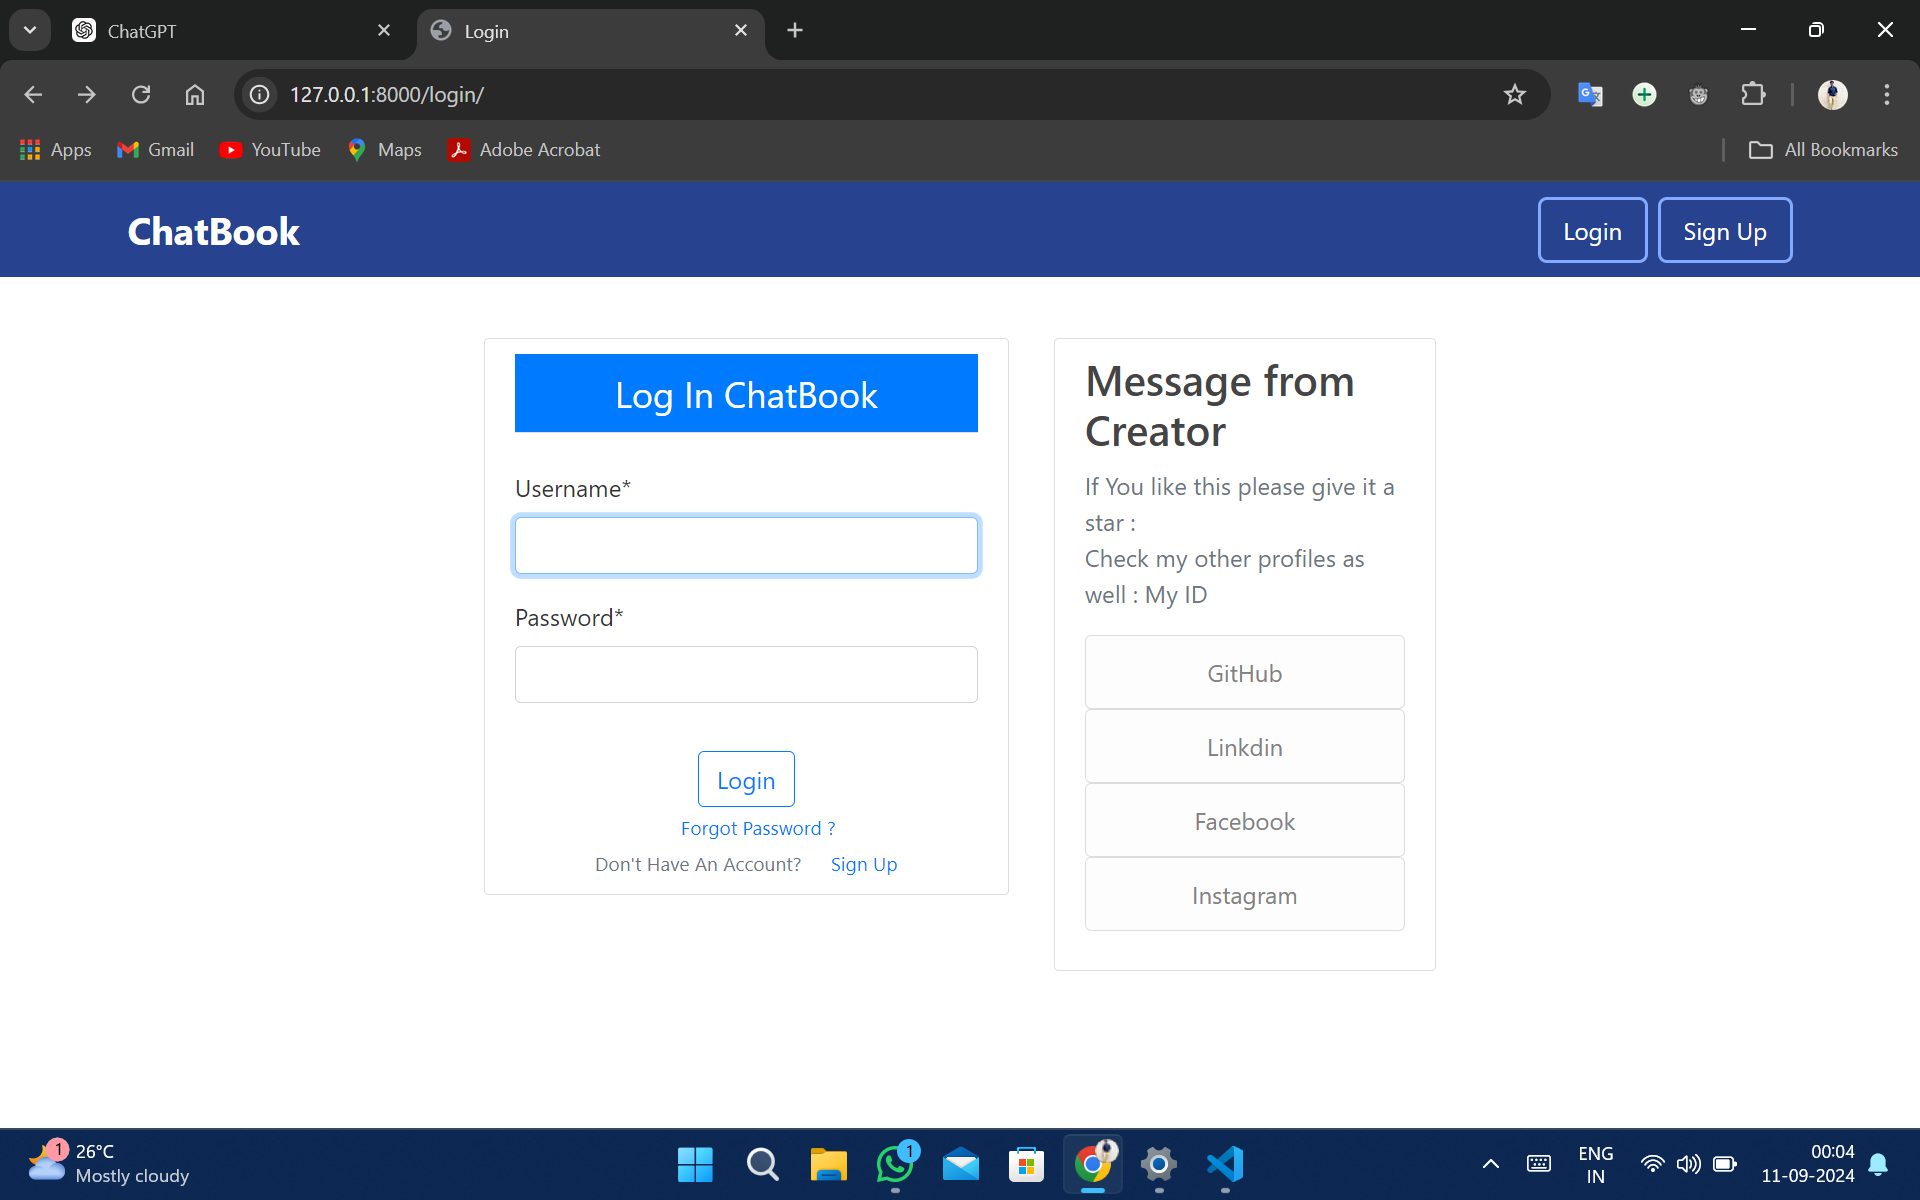 ChatGPT
Login
127.0.0.1:8000/login/
Apps
Gmail
YouTube
Maps
Adobe Acrobat
All Bookmarks
ChatBook
Login
Sign Up
Log In ChatBook
Username*
Password*
Login
Forgot Password ?
Don't Have An Account? Sign Up
Message from
Creator
If You like this please give it a
star :
Check my other profiles as
well : My ID
GitHub
Linkdin
Facebook
Instagram
1
26°C
Mostly cloudy
1
ENG
IN
00:04
11-09-2024